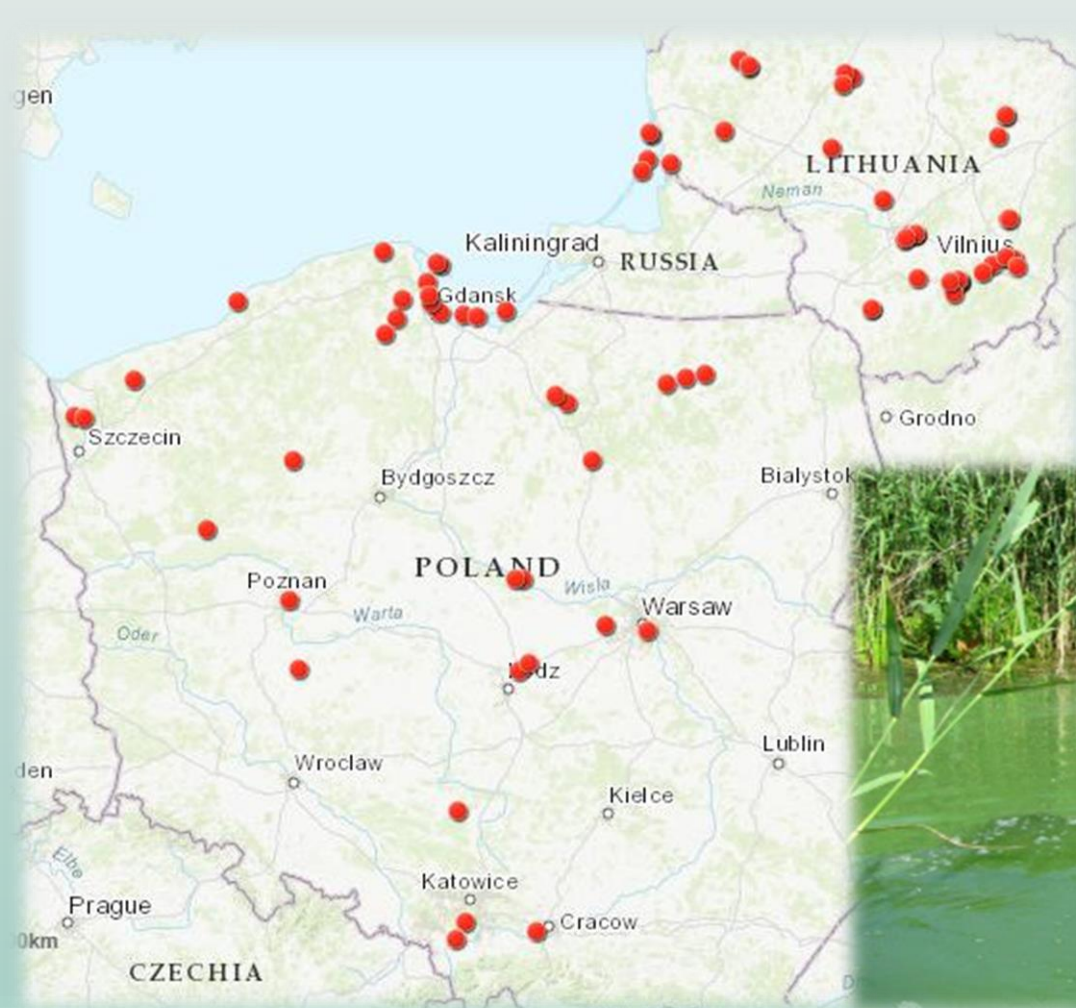 gen
LITHUANIA
Neman
Kaliningrad
RUSSIA
Vilnius
Gdansk
Grodno
Szczecin
Bydgoszcz
Bialystok
POLAND
Poznan
Wisla
Warsaw
Warta
Oder
Lodz
Lublin
Wroclaw
den
Kielce
Elbe
Katowice
Prague
Cracow
0km
CZECHIA